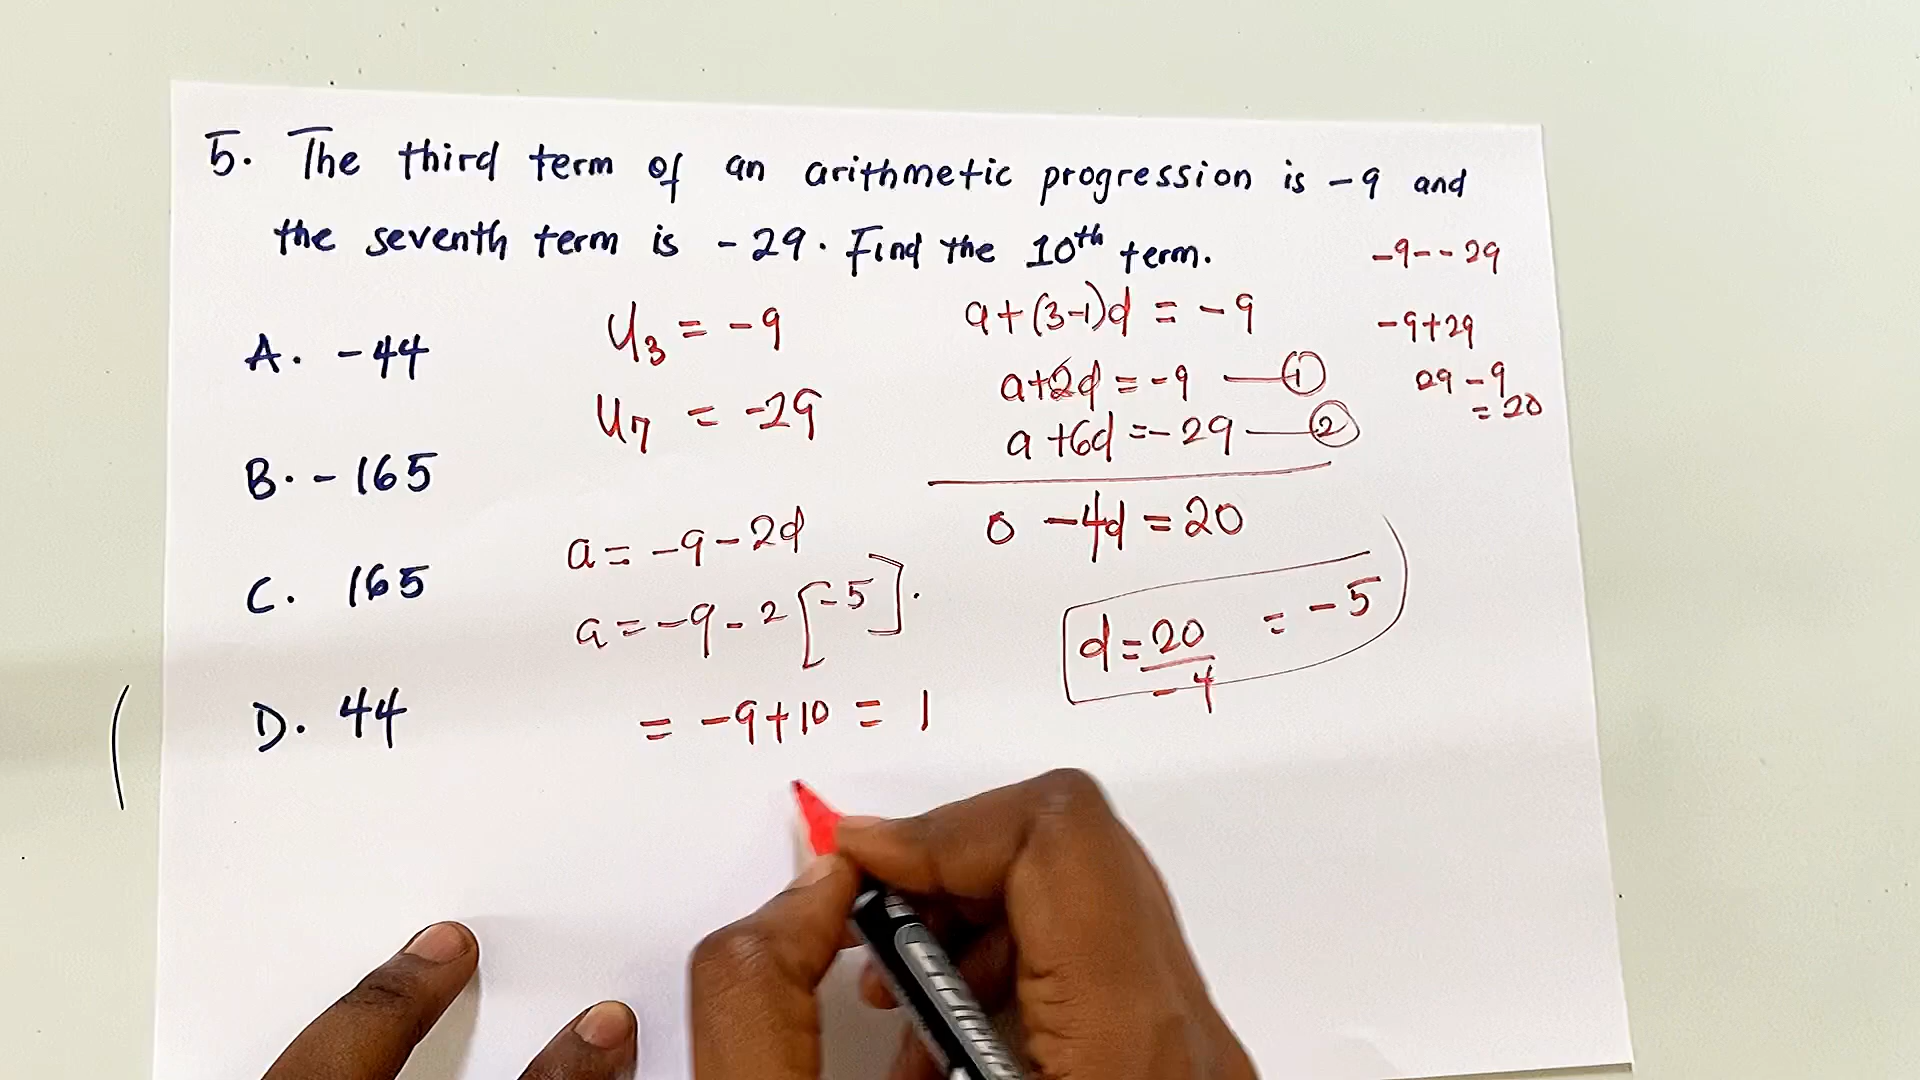 5. The third term of an arithmetic progression is -9 and
the seventh term is -29. Find the 10th term.
A. -44
B. -165
C. 165
D. 44
U3 = -9
U7 = -29
a = -9 - 2d
a = -9 - 2[-5].
= -9+10 = 1
a+(3-1)d = -9
a+2d = -9 — ①
a+6d = -29 — ②
0 -4d = 20
d = 20/-4 = -5
-9--29
-9+29
29-9
= 20